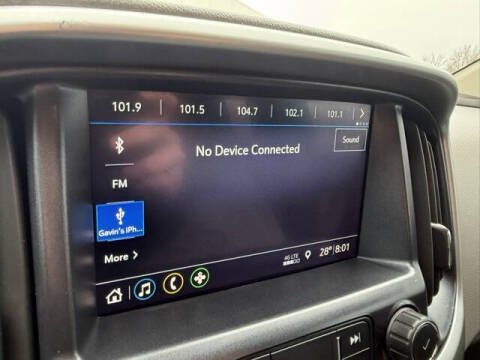 101.9 101.5 104.7 102.1 101.1
No Device Connected
Sound
FM
Gavin's iPh...
More
4G LTE
28° 8:01